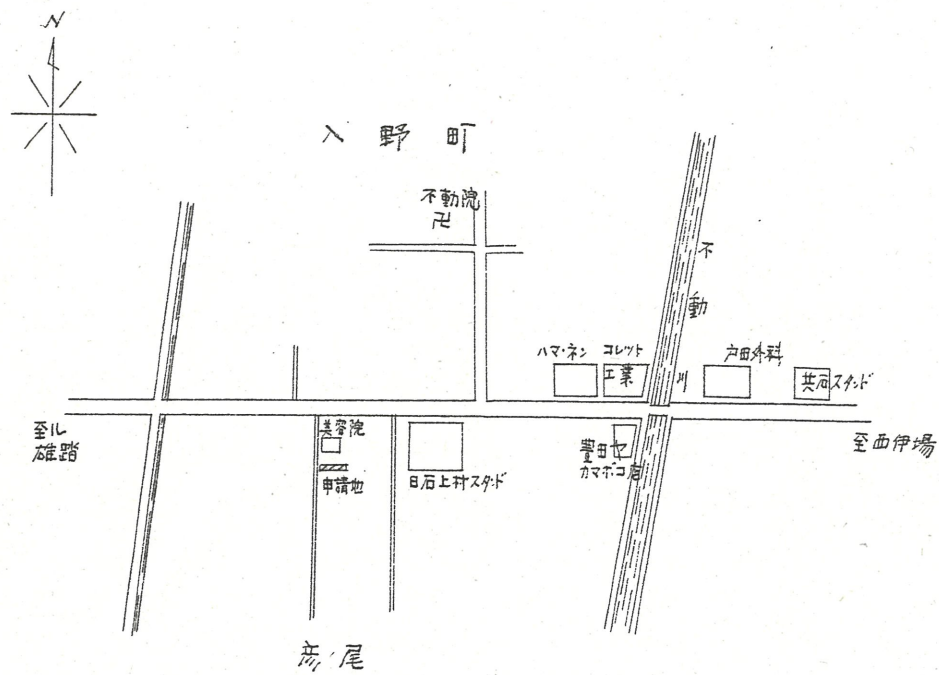 N
入野町
不動院
卍
不動川
ハマ・ネン
コレット
工業
戸田外科
共石スタンド
至ル
雄踏
美容院
申請地
日石上村スタンド
豊田ヤ
カマボコ店
至西伊場
彦ノ尾